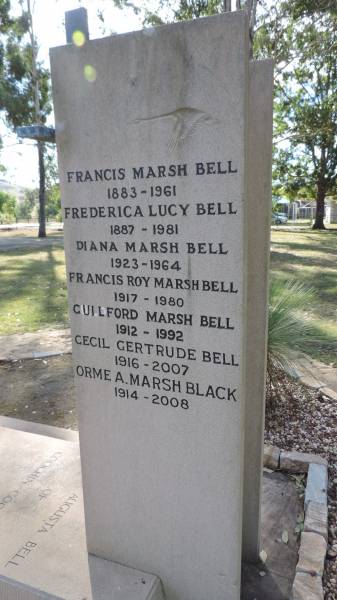 FRANCIS MARSH BELL
1883-1961
FREDERICA LUCY BELL
1887 - 1981
DIANA MARSH BELL
1923-1964
FRANCIS ROY MARSH BELL
1917 - 1980
GUILFORD MARSH BELL
1912 - 1992
CECIL GERTRUDE BELL
1916 - 2007
ORME A. MARSH BLACK
1914 - 2008
AUGUSTA BELL
OF
COOCHIN COO